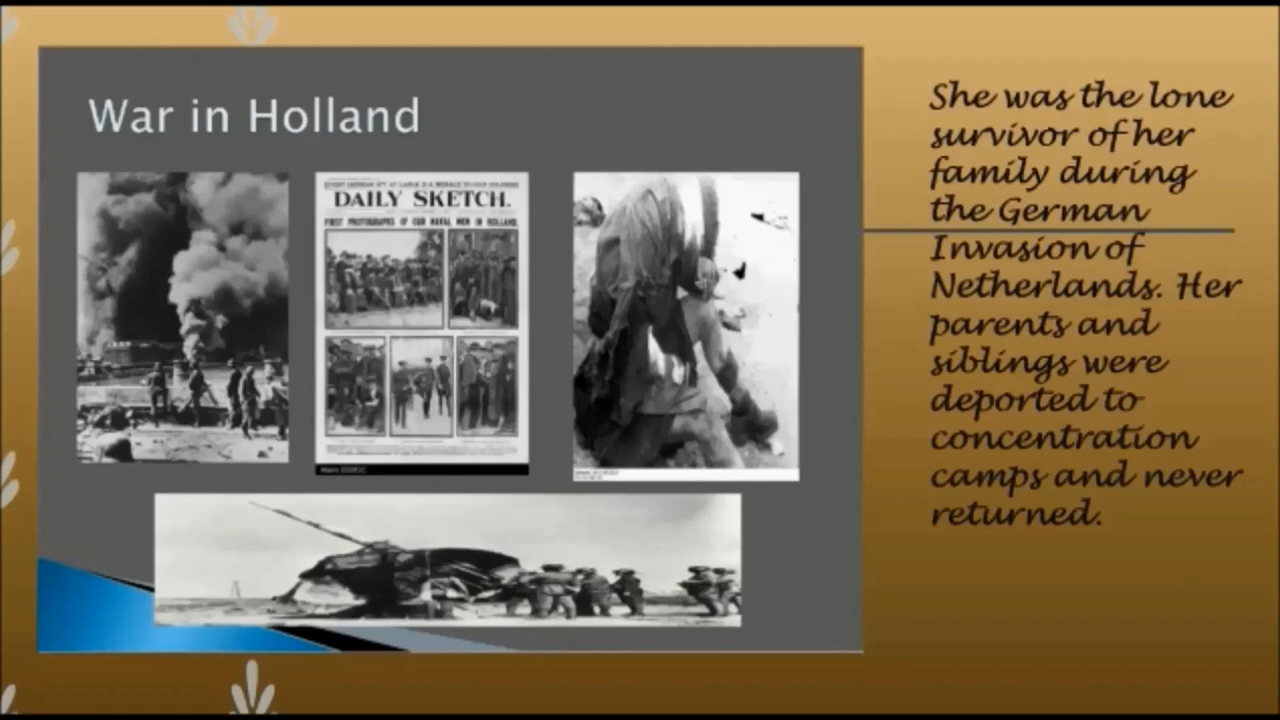 War in Holland
DAILY SKETCH.
FIRST PHOTOGRAPHS OF OUR NAVAL MEN IN HOLLAND.
She was the lone
survivor of her
family during
the German
Invasion of
Netherlands. Her
parents and
siblings were
deported to
concentration
camps and never
returned.